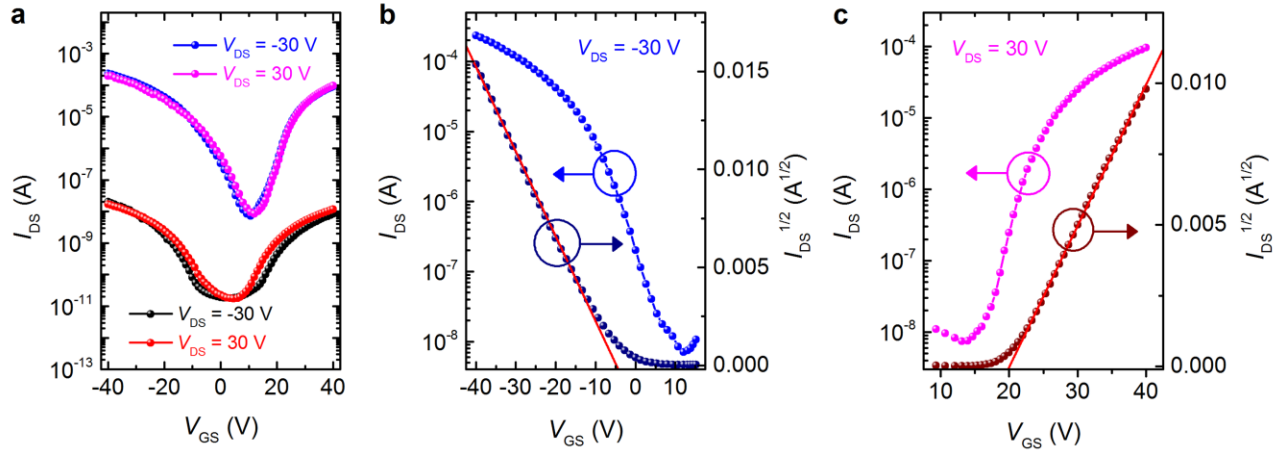 a
V_DS = -30 V
V_DS = 30 V
10^-3
10^-5
10^-7
10^-9
10^-11
10^-13
I_DS (A)
V_DS = -30 V
V_DS = 30 V
-40 -20 0 20 40
V_GS (V)
b
V_DS = -30 V
10^-4
10^-5
10^-6
10^-7
10^-8
I_DS (A)
0.015
0.010
0.005
0.000
I_DS^1/2 (A^1/2)
-40 -30 -20 -10 0 10
V_GS (V)
c
V_DS = 30 V
10^-4
10^-5
10^-6
10^-7
10^-8
I_DS (A)
0.010
0.005
0.000
I_DS^1/2 (A^1/2)
10 20 30 40
V_GS (V)